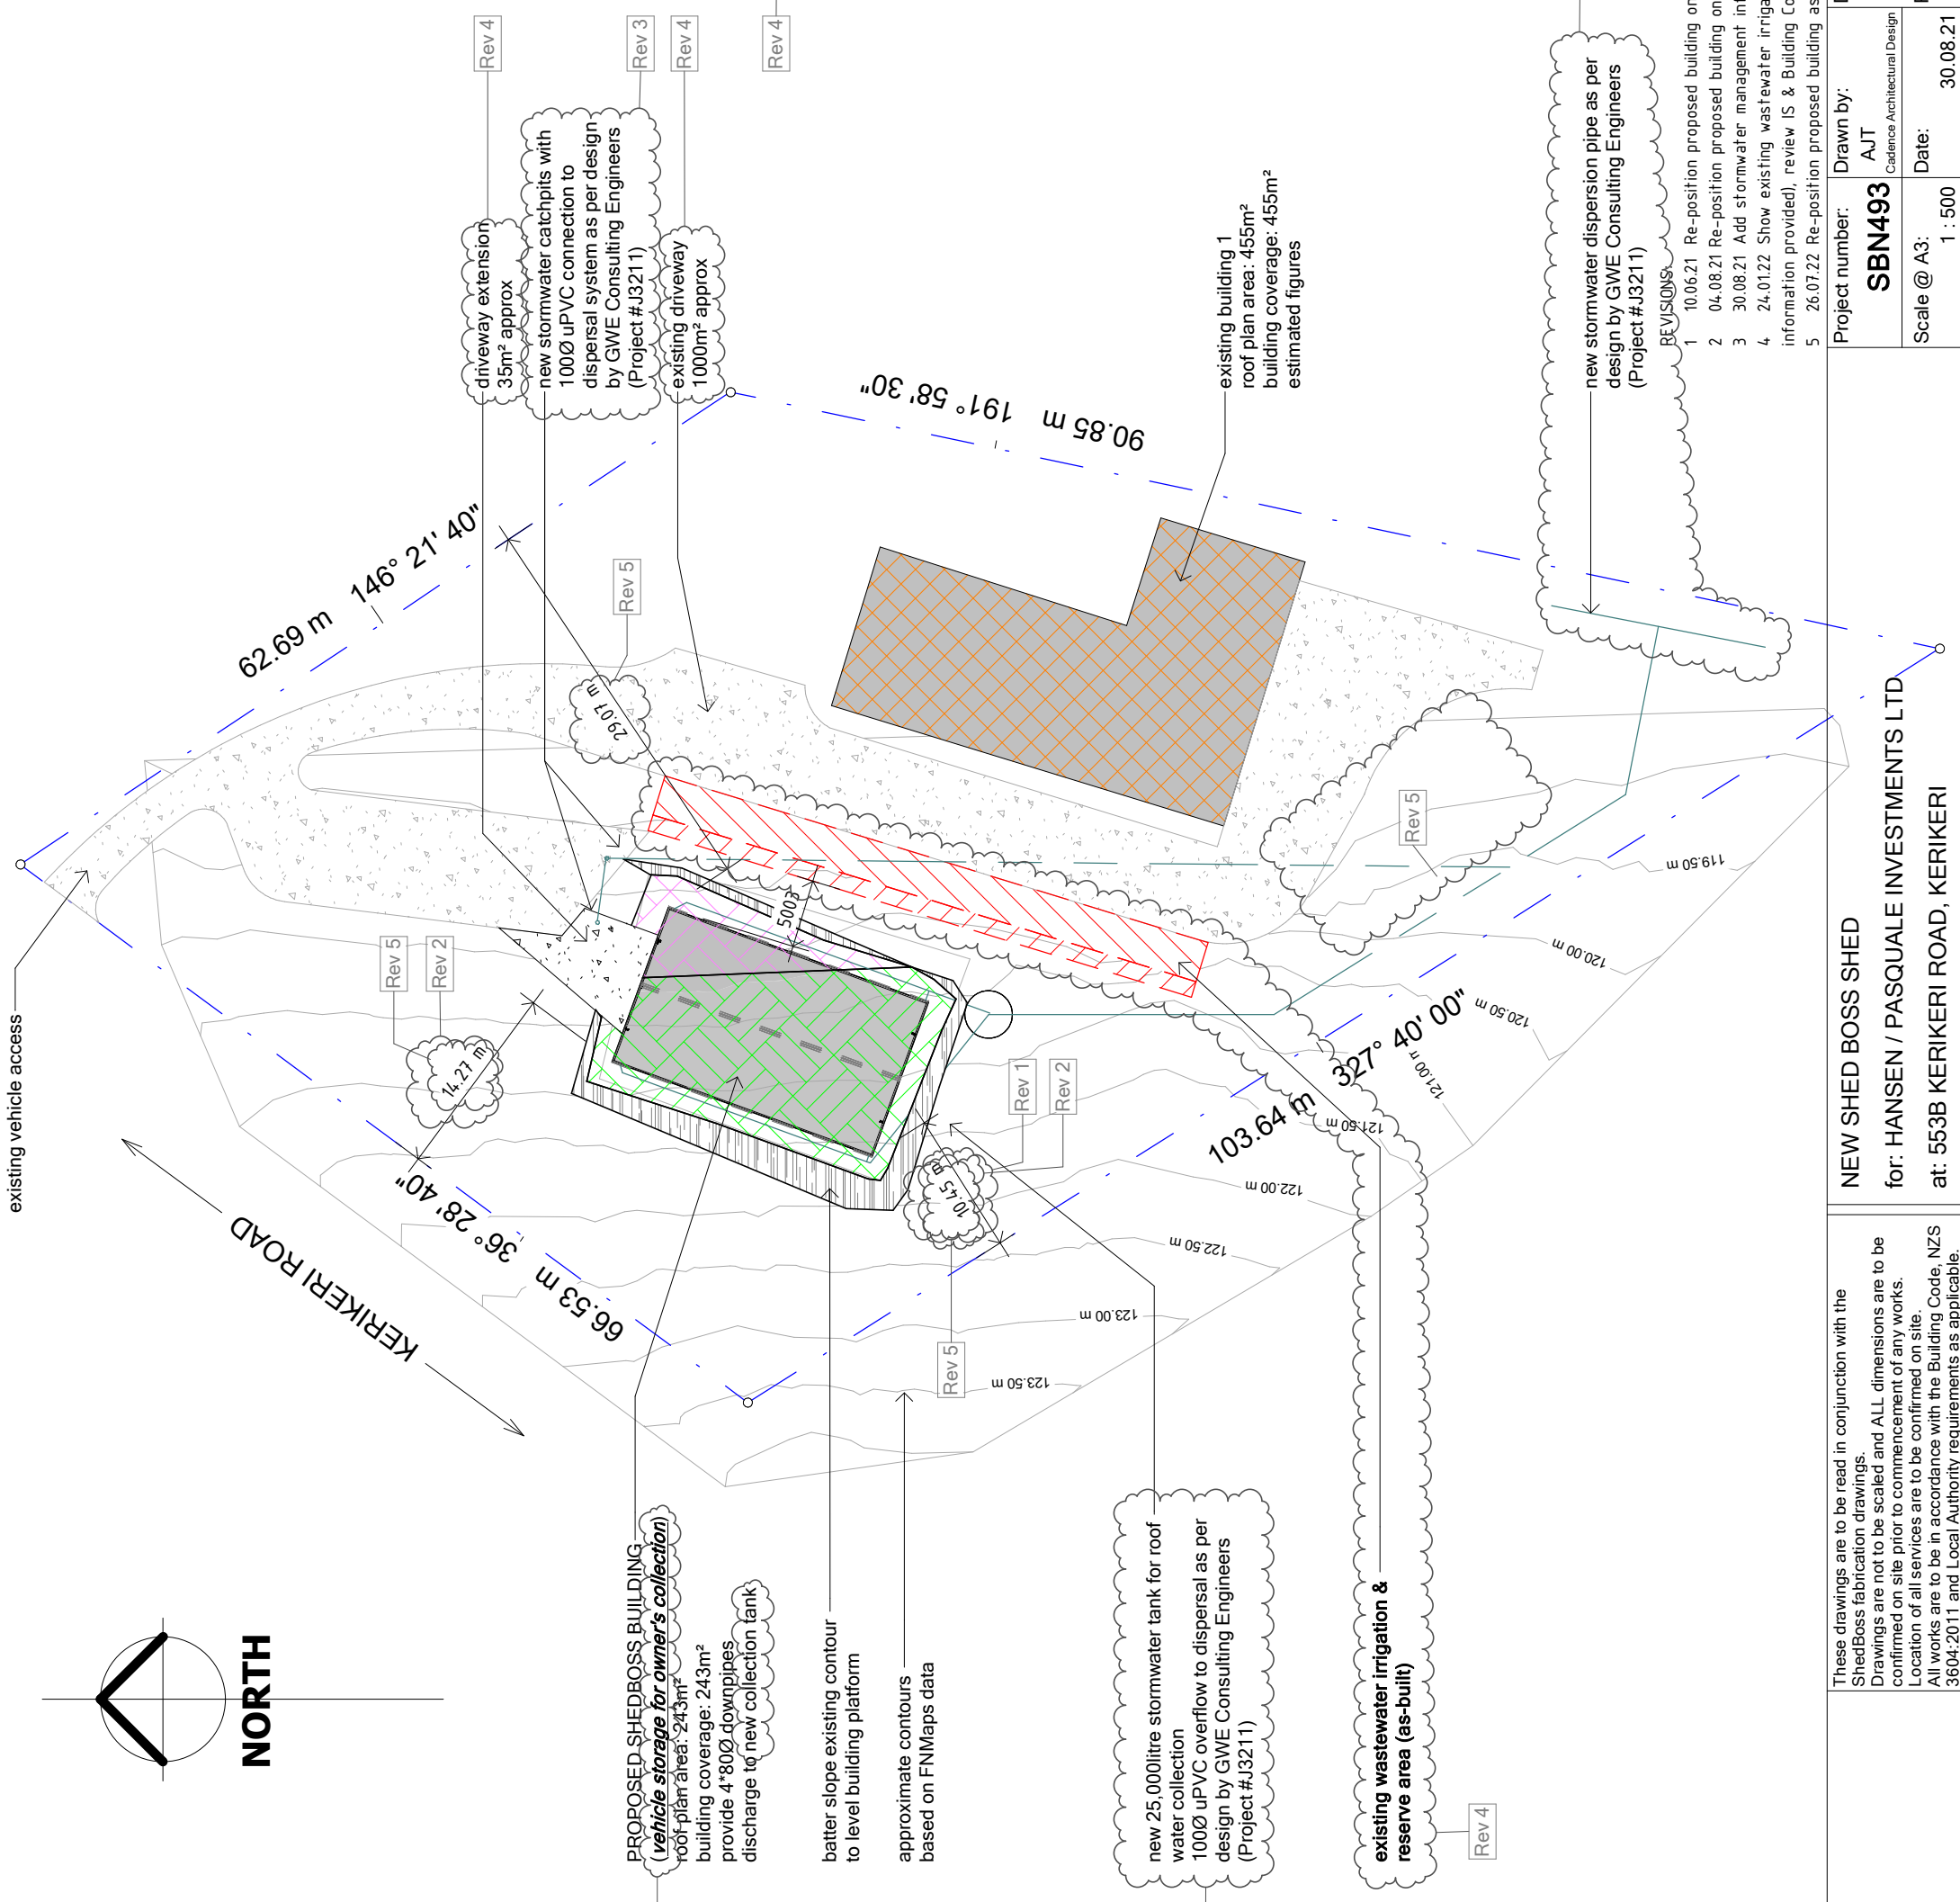 existing vehicle access
KERIKERI ROAD
NORTH
62.69 m 146° 21' 40"
90.85 m 191° 58' 30"
103.64 m 327° 40' 00"
66.53 m 36° 28' 40"
Rev 4
driveway extension
35m² approx
Rev 3
new stormwater catchpits with
100Ø uPVC connection to
dispersal system as per design
by GWE Consulting Engineers
(Project #J3211)
Rev 4
existing driveway
1000m² approx
Rev 4
Rev 5
29.07 m
Rev 5
Rev 2
14.27 m
5003
Rev 1
Rev 2
10.45 m
Rev 5
Rev 5
existing building 1
roof plan area: 455m²
building coverage: 455m²
estimated figures
new stormwater dispersion pipe as per
design by GWE Consulting Engineers
(Project #J3211)
119.50 m
120.00 m
120.50 m
121.00 m
121.50 m
122.00 m
122.50 m
123.00 m
123.50 m
PROPOSED SHEDBOSS BUILDING
(vehicle storage for owner's collection)
roof plan area: 243m²
building coverage: 243m²
provide 4*80Ø downpipes
discharge to new collection tank
batter slope existing contour
to level building platform
approximate contours
based on FNMaps data
new 25,000litre stormwater tank for roof
water collection
100Ø uPVC overflow to dispersal as per
design by GWE Consulting Engineers
(Project #J3211)
existing wastewater irrigation &
reserve area (as-built)
Rev 4
REVISIONS:
1 10.06.21 Re-position proposed building on
2 04.08.21 Re-position proposed building on
3 30.08.21 Add stormwater management
4 24.01.22 Show existing wastewater
information provided), review IS & Building
5 26.07.22 Re-position proposed building as
These drawings are to be read in conjunction with the
ShedBoss fabrication drawings.
Drawings are not to be scaled and ALL dimensions are to be
confirmed on site prior to commencement of any works.
Location of all services are to be confirmed on site.
All works are to be in accordance with the Building Code, NZS
3604:2011 and Local Authority requirements as applicable.
NEW SHED BOSS SHED
for: HANSEN / PASQUALE INVESTMENTS LTD
at: 553B KERIKERI ROAD, KERIKERI
Project number:
SBN493
Drawn by:
AJT
Cadence Architectural Design
Scale @ A3:
1 : 500
Date:
30.08.21